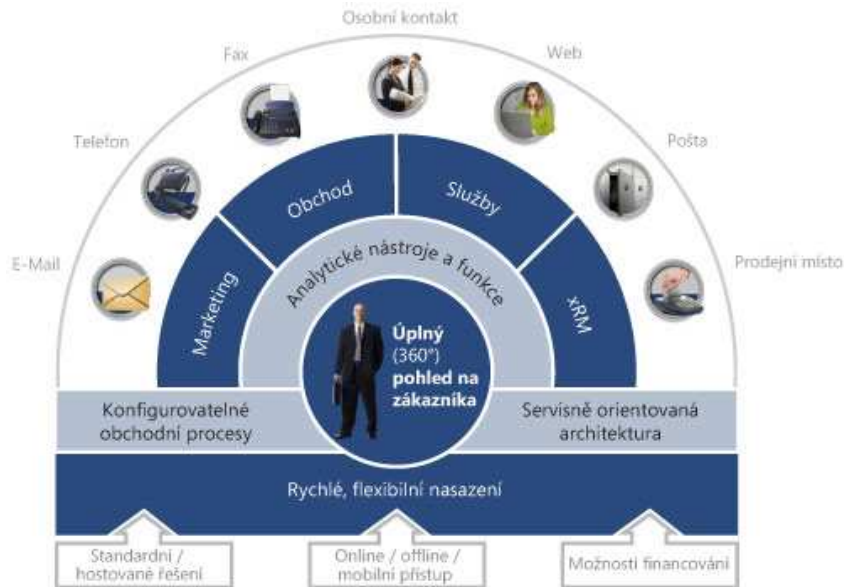 Osobní kontakt
Fax
Web
Telefon
Pošta
E-Mail
Prodejní místo
Obchod
Služby
Marketing
xRM
Analytické nástroje a funkce
Úplný
(360°)
pohled na
zákazníka
Konfigurovatelné
obchodní procesy
Servisně orientovaná
architektura
Rychlé, flexibilní nasazení
Standardní /
hostované řešení
Online / offline /
mobilní přístup
Možnosti financování